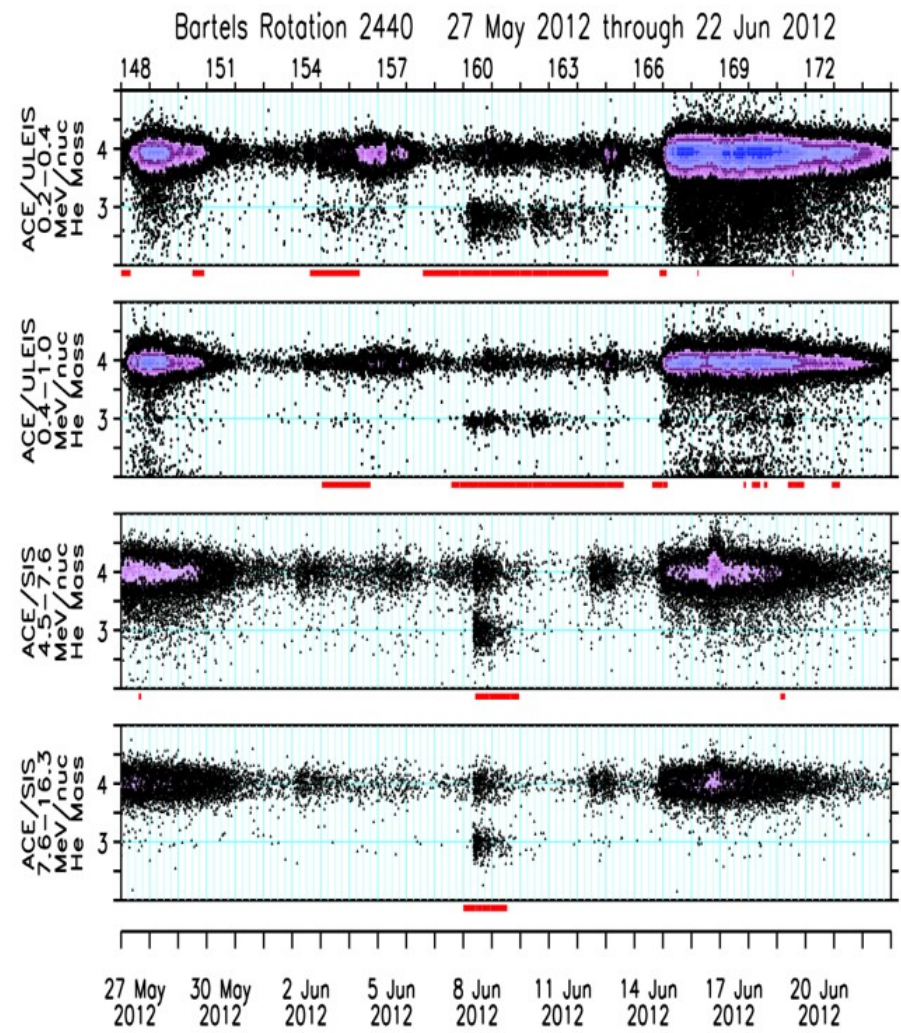 Bartels Rotation 2440 27 May 2012 through 22 Jun 2012
148 151 154 157 160 163 166 169 172
ACE/ULEIS
0.2-0.4
MeV/nuc
He Mass
4
3
ACE/ULEIS
0.4-1.0
MeV/nuc
He Mass
4
3
ACE/SIS
4.5-7.6
MeV/nuc
He Mass
4
3
ACE/SIS
7.6-16.3
MeV/nuc
He Mass
4
3
27 May 30 May 2 Jun 5 Jun 8 Jun 11 Jun 14 Jun 17 Jun 20 Jun
2012 2012 2012 2012 2012 2012 2012 2012 2012